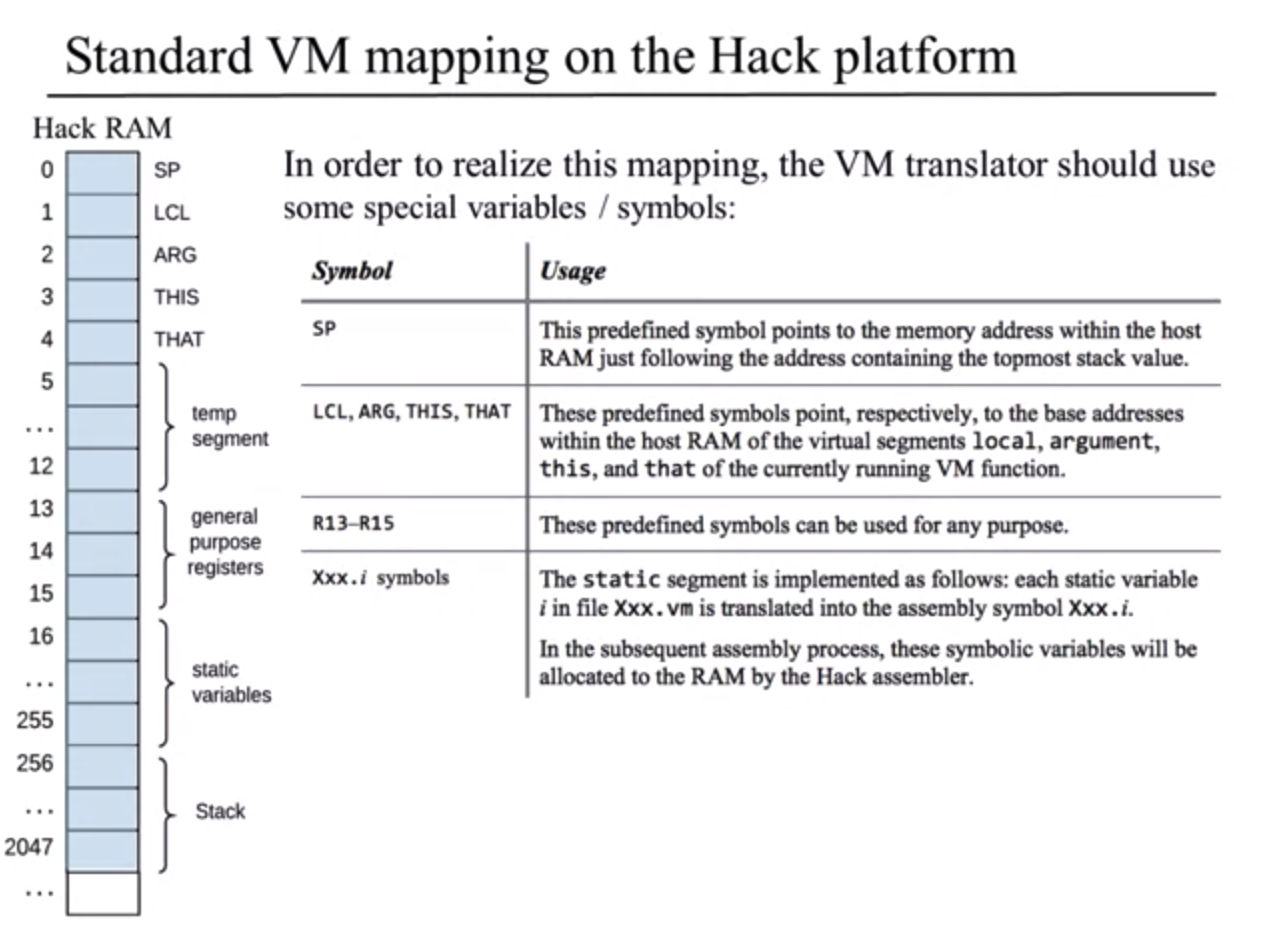 Standard VM mapping on the Hack platform
Hack RAM
0 SP
1 LCL
2 ARG
3 THIS
4 THAT
5
...
12
temp
segment
13
14
15
general
purpose
registers
16
...
255
static
variables
256
...
2047
Stack
...
In order to realize this mapping, the VM translator should use
some special variables / symbols:
Symbol Usage
SP This predefined symbol points to the memory address within the host
RAM just following the address containing the topmost stack value.
LCL, ARG, THIS, THAT These predefined symbols point, respectively, to the base addresses
within the host RAM of the virtual segments local, argument,
this, and that of the currently running VM function.
R13–R15 These predefined symbols can be used for any purpose.
Xxx.i symbols The static segment is implemented as follows: each static variable
i in file Xxx.vm is translated into the assembly symbol Xxx.i.
In the subsequent assembly process, these symbolic variables will be
allocated to the RAM by the Hack assembler.